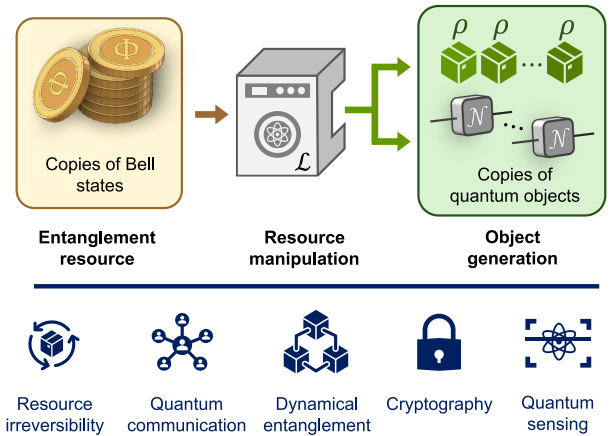 ρ ρ ρ
...
Φ Φ
𝒩
...
𝒩
ℒ
Copies of Bell
states
Copies of
quantum objects
Entanglement
resource
Resource
manipulation
Object
generation
Resource
irreversibility
Quantum
communication
Dynamical
entanglement
Cryptography
Quantum
sensing